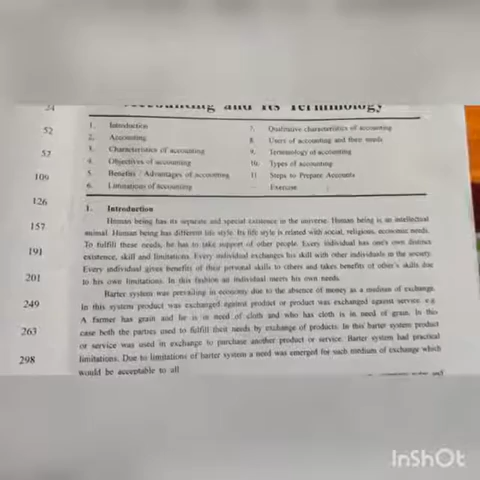 and Its Terminology
1. Introduction
2. Accounting
3. Characteristics of accounting
4. Objectives of accounting
5. Benefits / Advantages of accounting
6. Limitations of accounting
7. Qualitative characteristics of accounting
8. Users of accounting and their needs
9. Terminology of accounting
10. Types of accounting
11. Steps to Prepare Accounts
– Exercise
1. Introduction
Human being has its separate and special existence in the universe. Human being is an intellectual
animal. Human being has different life style. Its life style is related with social, religious, economic needs.
To fulfill these needs, he has to take support of other people. Every individual has one's own distinct
existence, skill and limitations. Every individual exchanges his skill with other individuals in the society.
Every individual gives benefits of their personal skills to others and takes benefits of other's skills due
to his own limitations. In this fashion an individual meets his own needs.
Barter system was prevailing in economy due to the absence of money as a medium of exchange.
In this system product was exchanged against product or product was exchanged against service. e.g.
A farmer has grain and he is in need of cloth and who has cloth is in need of grain. In this
case both the parties used to fulfill their needs by exchange of products. In this barter system product
or service was used in exchange to purchase another product or service. Barter system had practical
limitations. Due to limitations of barter system a need was emerged for such medium of exchange which
would be acceptable to all.
and
24
52
57
109
126
157
191
201
249
263
298
InShOt